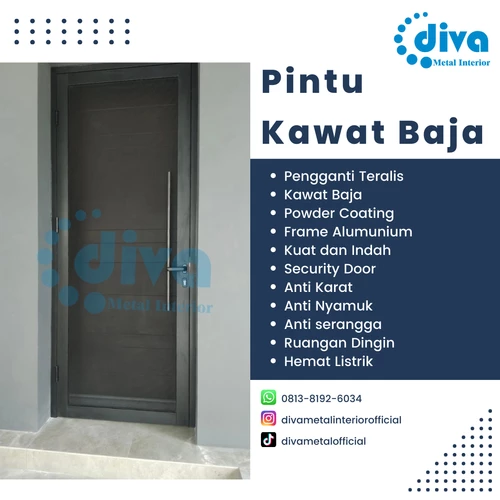 diva
Metal Interior
Pintu
Kawat Baja
Pengganti Teralis
Kawat Baja
Powder Coating
Frame Alumunium
Kuat dan Indah
Security Door
Anti Karat
Anti Nyamuk
Anti serangga
Ruangan Dingin
Hemat Listrik
diva
Metal Interior
0813-8192-6034
divametalinteriorofficial
divametalofficial